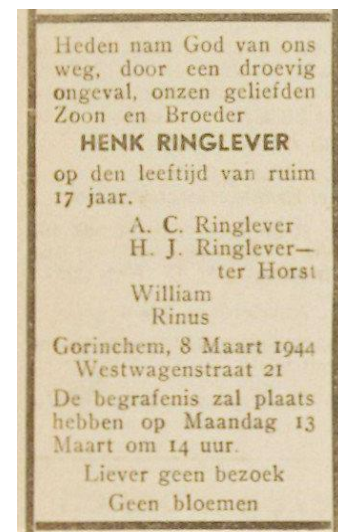 Heden nam God van ons
weg, door een droevig
ongeval, onzen geliefden
Zoon en Broeder
HENK RINGLEVER
op den leeftijd van ruim
17 jaar.
A. C. Ringlever
H. J. Ringlever—
ter Horst
William
Rinus
Gorinchem, 8 Maart 1944
Westwagenstraat 21
De begrafenis zal plaats
hebben op Maandag 13
Maart om 14 uur.
Liever geen bezoek
Geen bloemen